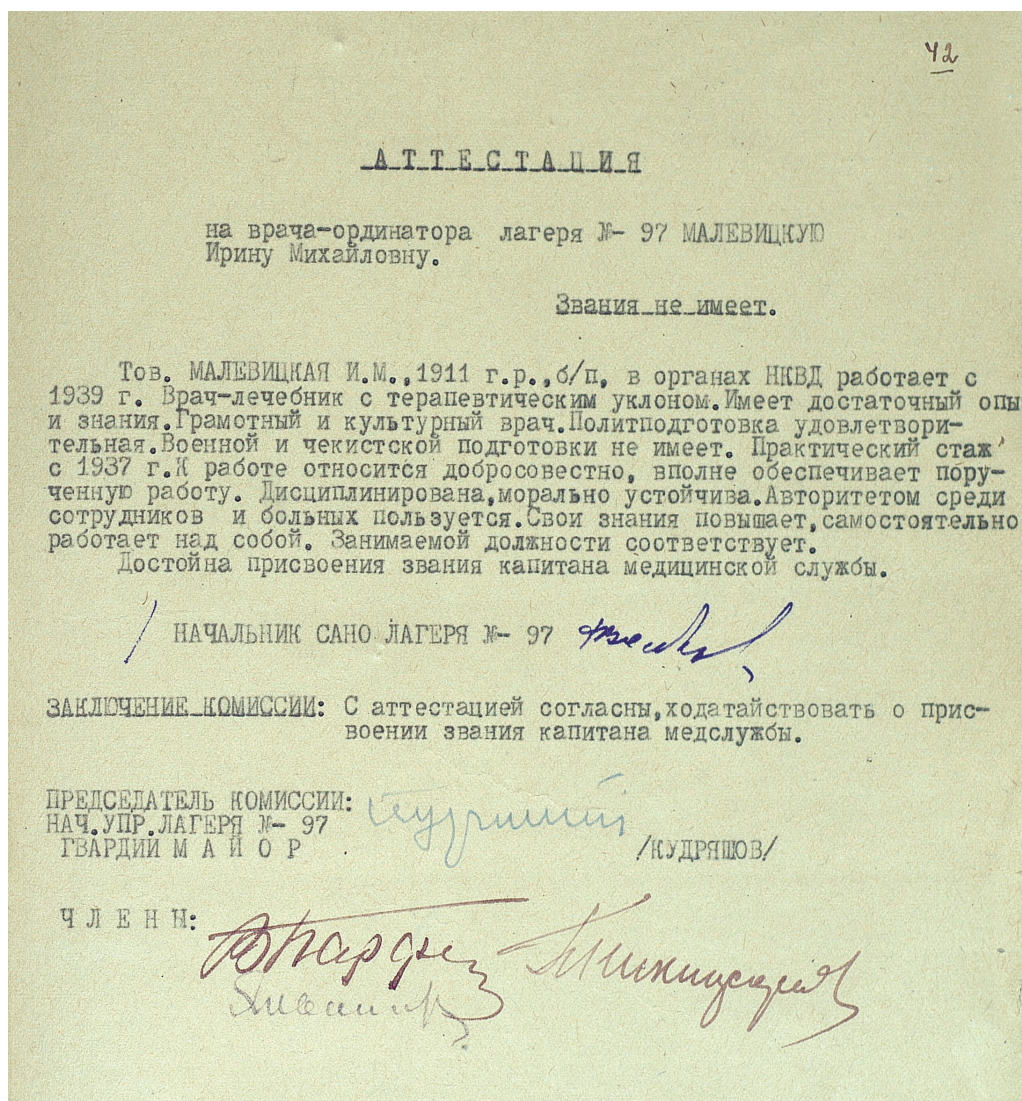 42
АТТЕСТАЦИЯ
на врача-ординатора лагеря №- 97 МАЛЕВИЦКУЮ
Ирину Михайловну.
Звания не имеет.
Тов. МАЛЕВИЦКАЯ И.М.,1911 г.р.,б/п, в органах НКВД работает с
1939 г. Врач-лечебник с терапевтическим уклоном.Имеет достаточный опы
и знания.Грамотный и культурный врач.Политподготовка удовлетвори-
тельная.Военной и чекистской подготовки не имеет. Практический стаж
с 1937 г.К работе относится добросовестно, вполне обеспечивает пору-
ченную работу. Дисциплинирована,морально устойчива.Авторитетом среди
сотрудников и больных пользуется.Свои знания повышает,самостоятельно
работает над собой. Занимаемой должности соответствует.
Достойна присвоения звания капитана медицинской службы.
НАЧАЛЬНИК САНО ЛАГЕРЯ №- 97
ЗАКЛЮЧЕНИЕ КОМИССИИ: С аттестацией согласны,ходатайствовать о прис-
воении звания капитана медслужбы.
ПРЕДСЕДАТЕЛЬ КОМИССИИ:
НАЧ.УПР.ЛАГЕРЯ №- 97
ГВАРДИИ М А Й О Р /КУДРЯШОВ/
Ч Л Е Н Ы: